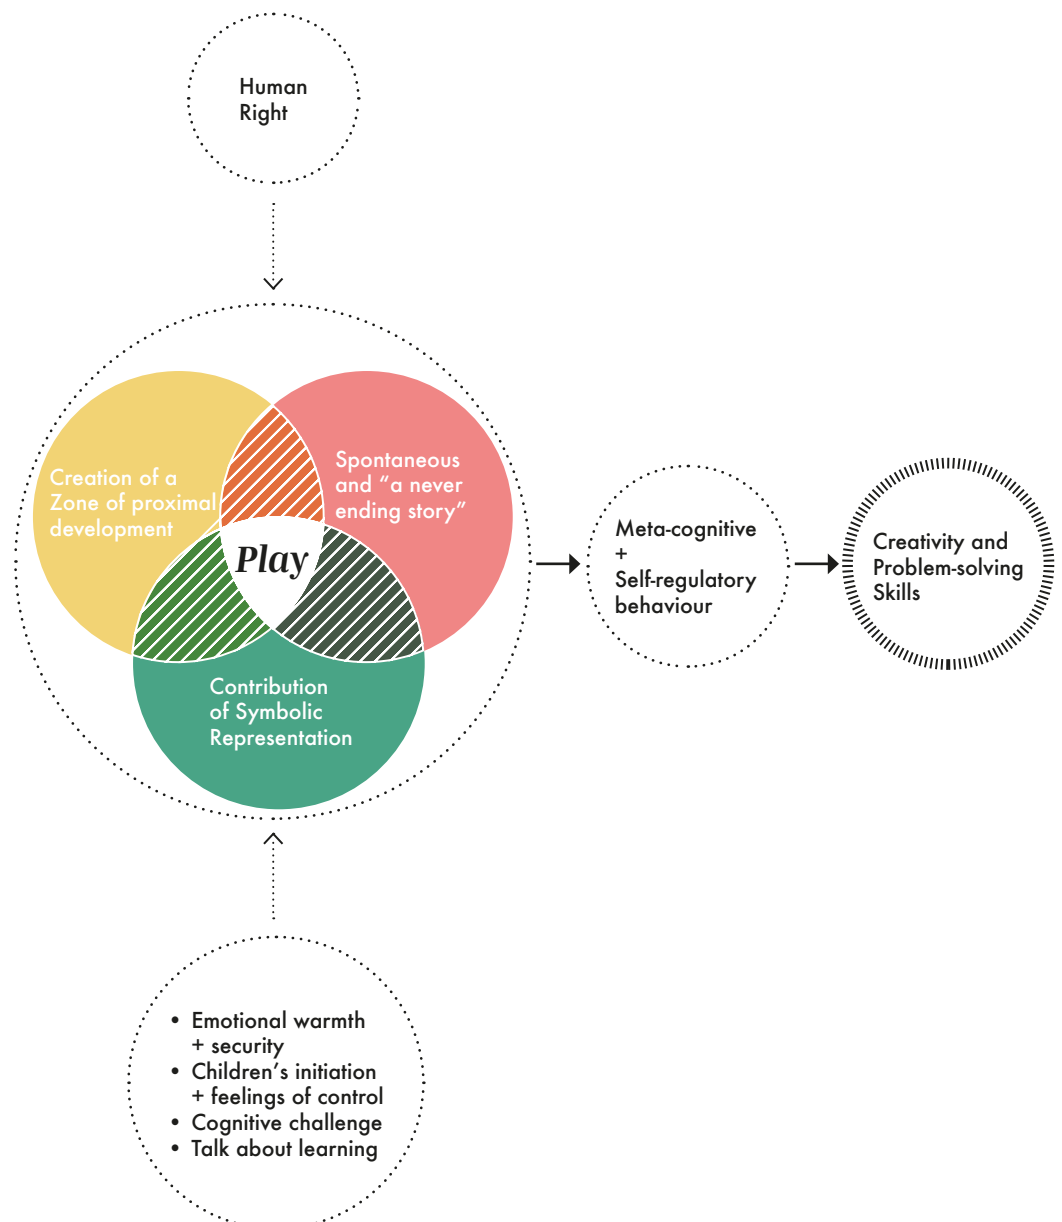 Human
Right
Creation of a
Zone of proximal
development
Spontaneous
and “a never
ending story”
Play
Contribution
of Symbolic
Representation
Meta-cognitive
+
Self-regulatory
behaviour
Creativity and
Problem-solving
Skills
• Emotional warmth
+ security
• Children’s initiation
+ feelings of control
• Cognitive challenge
• Talk about learning